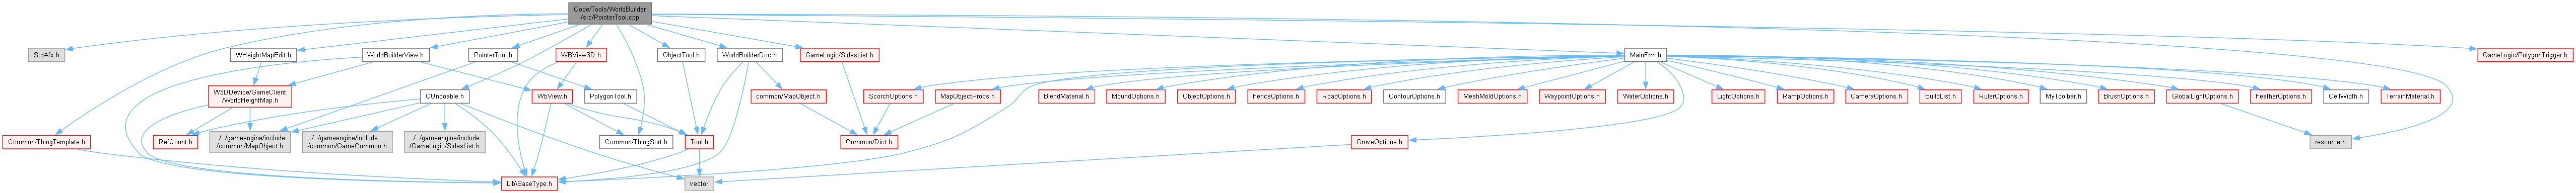 Code/Tools/WorldBuilder
/src/PointerTool.cpp
StdAfx.h
WHeightMapEdit.h
WorldBuilderView.h
PointerTool.h
WBView3D.h
ObjectTool.h
WorldBuilderDoc.h
GameLogic/SidesList.h
MainFrm.h
GameLogic/PolygonTrigger.h
W3DDevice/GameClient
/WorldHeightMap.h
CUndoable.h
WbView.h
PolygonTool.h
common/MapObject.h
ScorchOptions.h
MapObjectProps.h
BlendMaterial.h
MoundOptions.h
ObjectOptions.h
FenceOptions.h
RoadOptions.h
ContourOptions.h
MeshMoldOptions.h
WaypointOptions.h
WaterOptions.h
LightOptions.h
RampOptions.h
CameraOptions.h
BuildList.h
RulerOptions.h
MyToolbar.h
BrushOptions.h
GlobalLightOptions.h
FeatherOptions.h
CellWidth.h
TerrainMaterial.h
Common/ThingTemplate.h
RefCount.h
../../gameengine/include
/common/MapObject.h
../../gameengine/include
/common/GameCommon.h
../../gameengine/include
/GameLogic/SidesList.h
Common/ThingSort.h
Tool.h
Common/Dict.h
GroveOptions.h
resource.h
Lib\BaseType.h
vector